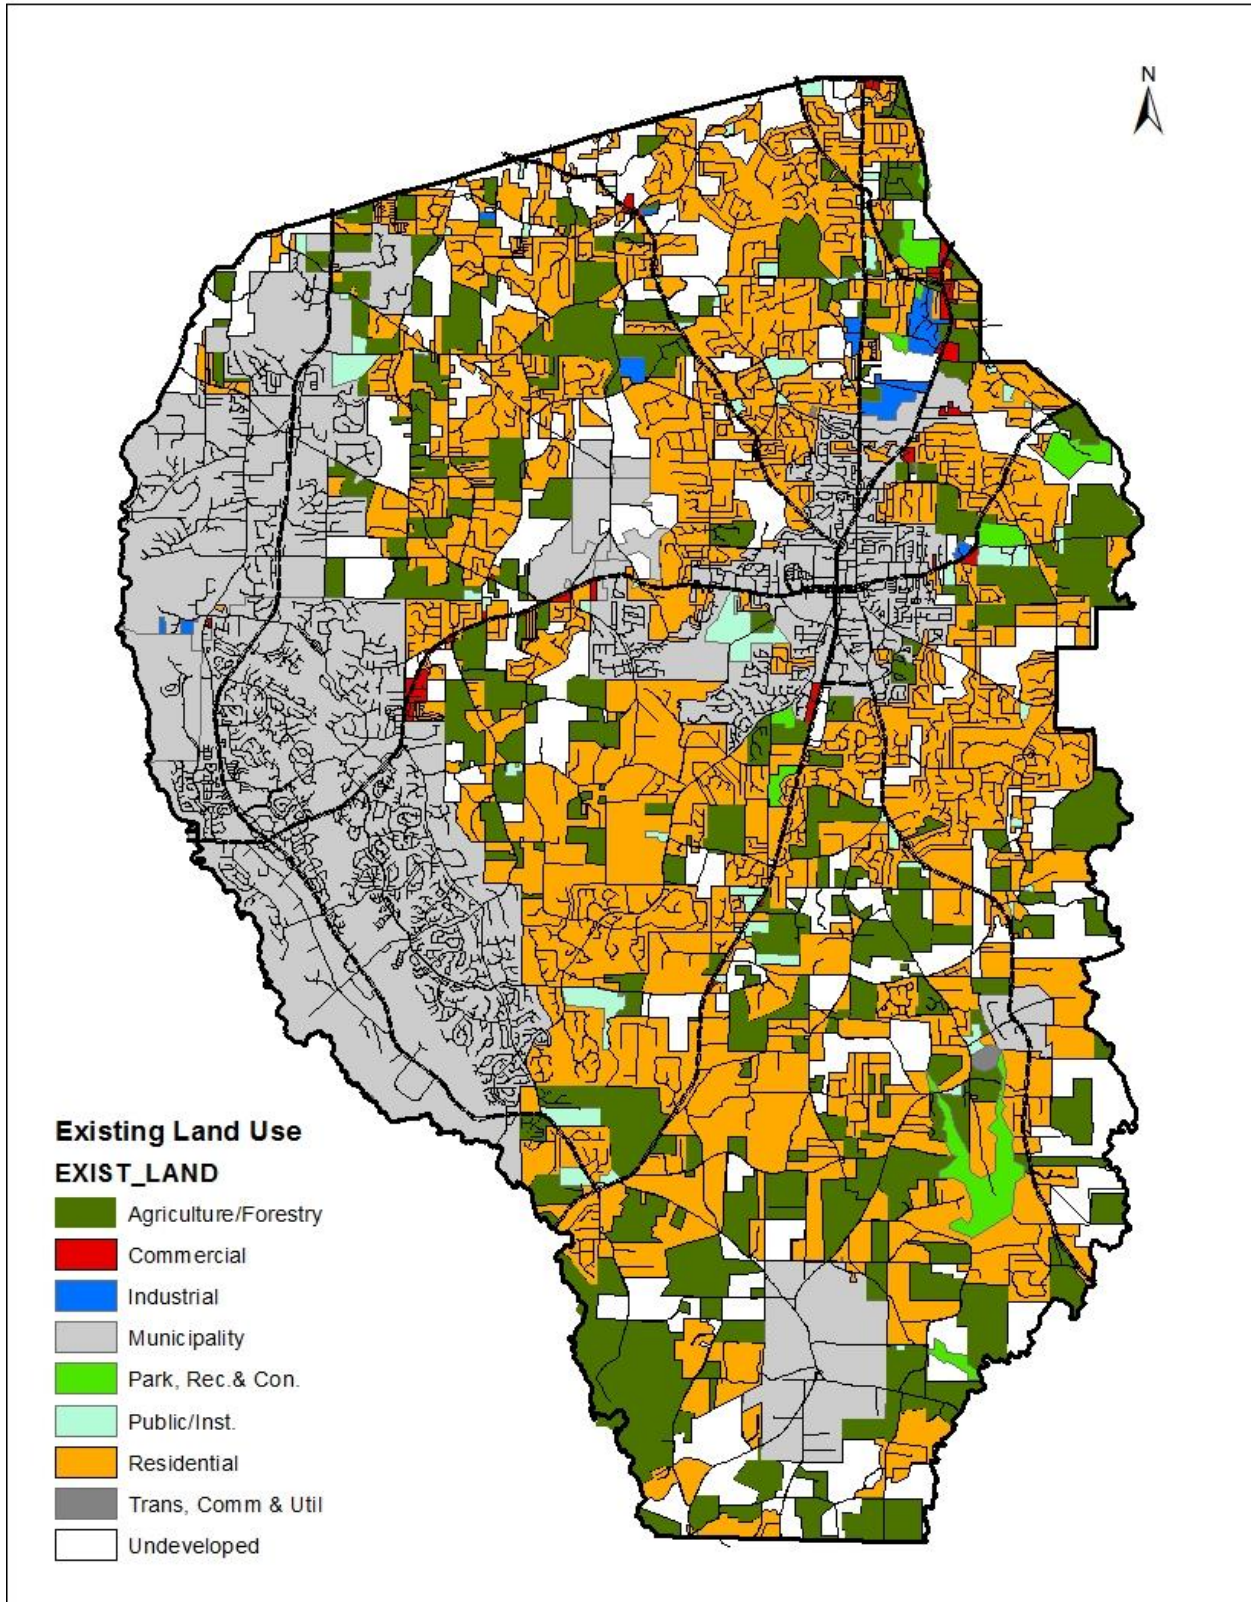 N
Existing Land Use
EXIST_LAND
Agriculture/Forestry
Commercial
Industrial
Municipality
Park, Rec.& Con.
Public/Inst.
Residential
Trans, Comm & Util
Undeveloped